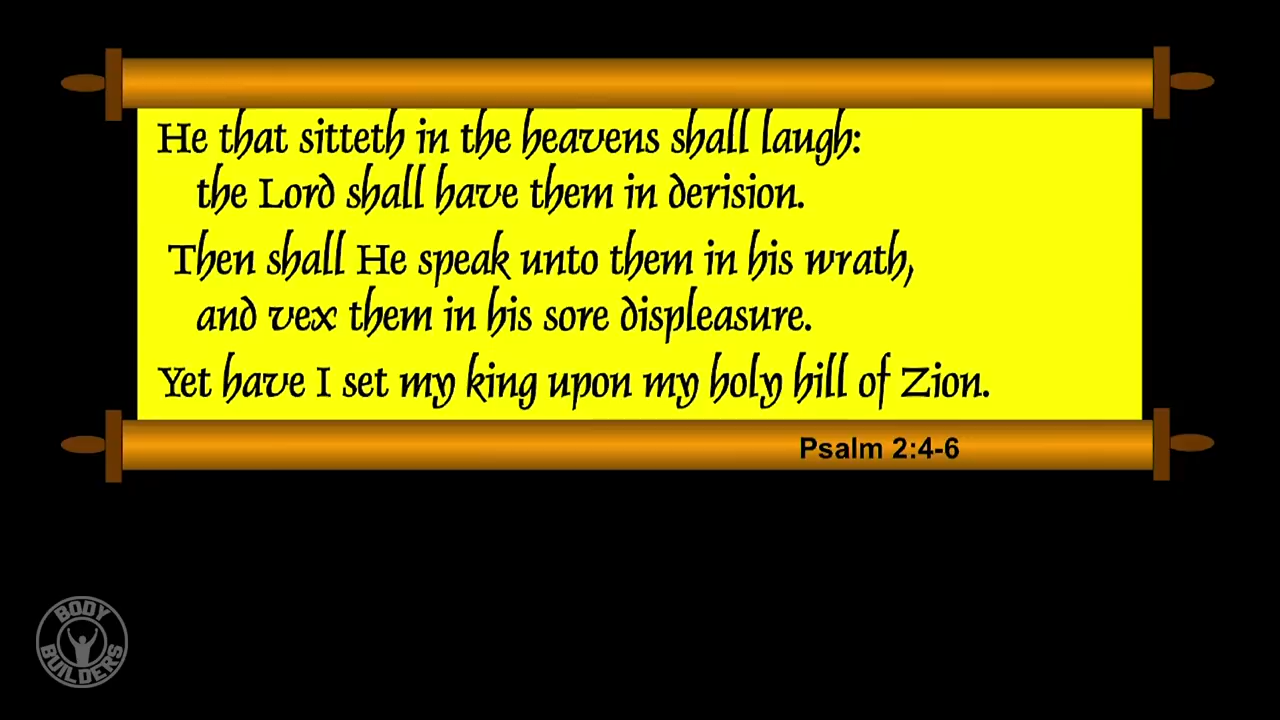 He that sitteth in the heavens shall laugh:
the Lord shall have them in derision.
Then shall He speak unto them in his wrath,
and vex them in his sore displeasure.
Yet have I set my king upon my holy hill of Zion.
Psalm 2:4-6
BODY
BUILDERS